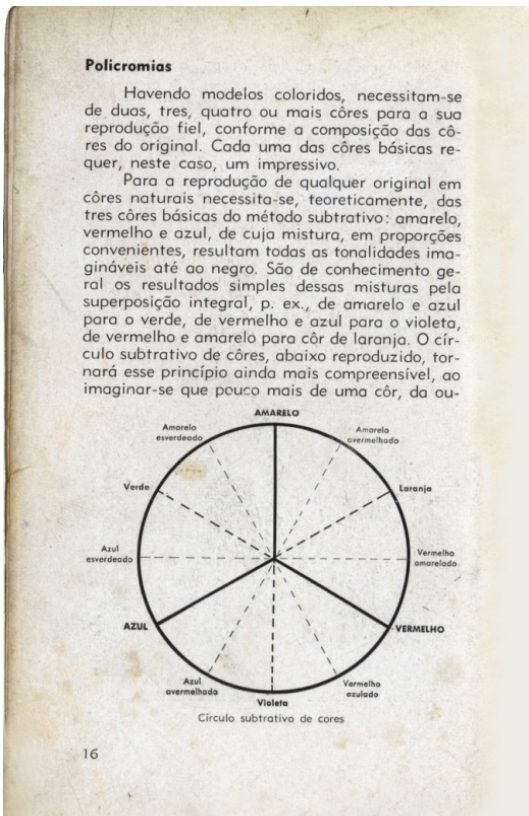 Policromias
Havendo modelos coloridos, necessitam-se
de duas, tres, quatro ou mais côres para a sua
reprodução fiel, conforme a composição das cô-
res do original. Cada uma das côres básicas re-
quer, neste caso, um impressivo.
Para a reprodução de qualquer original em
côres naturais necessita-se, teoreticamente, das
tres côres básicas do método subtrativo: amarelo,
vermelho e azul, de cuja mistura, em proporções
convenientes, resultam todas as tonalidades ima-
gináveis até ao negro. São de conhecimento ge-
ral os resultados simples dessas misturas pela
superposição integral, p. ex., de amarelo e azul
para o verde, de vermelho e azul para o violeta,
de vermelho e amarelo para côr de laranja. O cír-
culo subtrativo de côres, abaixo reproduzido, tor-
nará esse princípio ainda mais compreensível, ao
imaginar-se que pouco mais de uma côr, da ou-
AMARELO
Amarelo
esverdeado
Amarelo
avermelhado
Verde
Laranja
Azul
esverdeado
Vermelho
amarelado
AZUL
VERMELHO
Azul
avermelhado
Vermelho
azulado
Violeta
Círculo subtrativo de cores
16